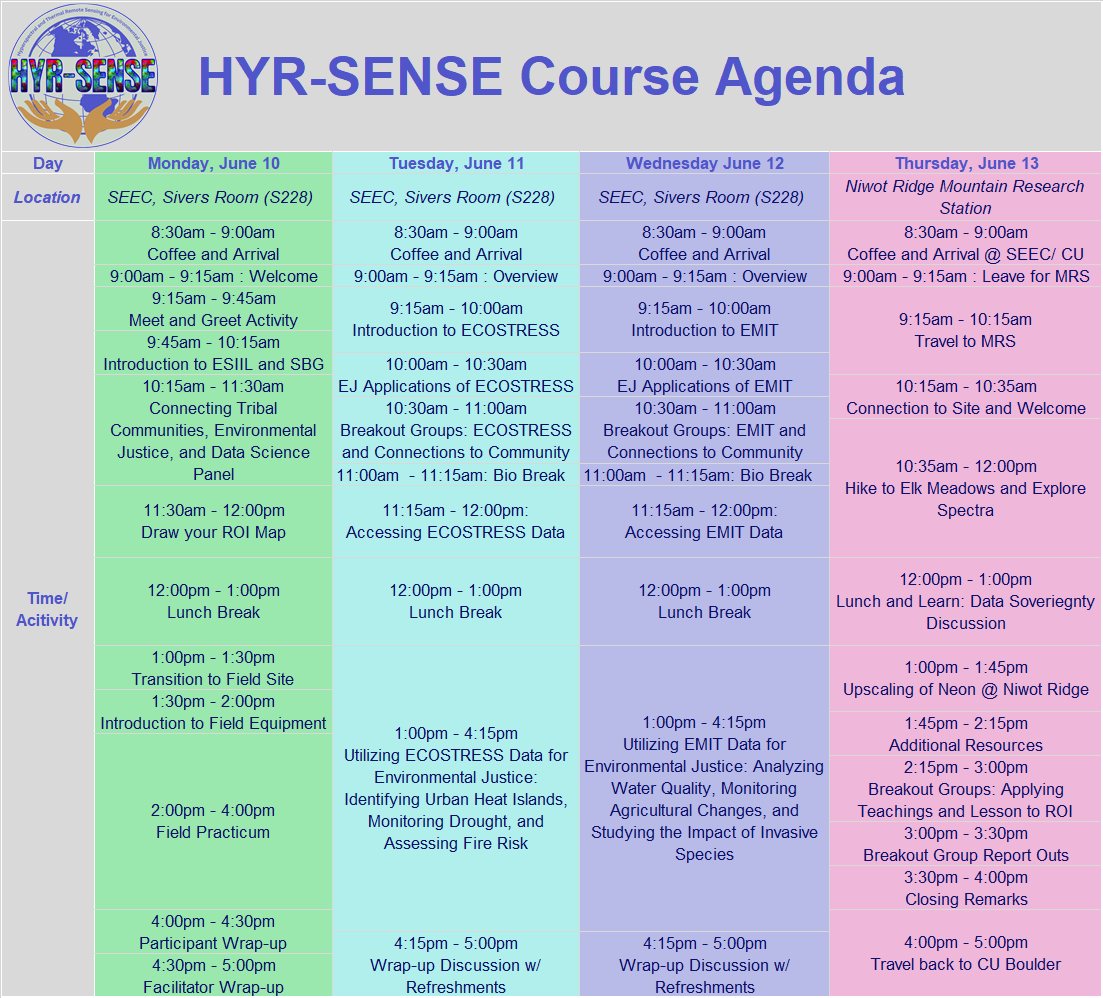 Hyperspectral and Thermal Remote Sensing for Environmental Justice
HYR-SENSE
HYR-SENSE Course Agenda
Day
Monday, June 10
Tuesday, June 11
Wednesday June 12
Thursday, June 13
Location
SEEC, Sivers Room (S228)
SEEC, Sivers Room (S228)
SEEC, Sivers Room (S228)
Niwot Ridge Mountain Research
Station
Time/
Acitivity
8:30am - 9:00am
Coffee and Arrival
9:00am - 9:15am : Welcome
9:15am - 9:45am
Meet and Greet Activity
9:45am - 10:15am
Introduction to ESIIL and SBG
10:15am - 11:30am
Connecting Tribal
Communities, Environmental
Justice, and Data Science
Panel
11:30am - 12:00pm
Draw your ROI Map
12:00pm - 1:00pm
Lunch Break
1:00pm - 1:30pm
Transition to Field Site
1:30pm - 2:00pm
Introduction to Field Equipment
2:00pm - 4:00pm
Field Practicum
4:00pm - 4:30pm
Participant Wrap-up
4:30pm - 5:00pm
Facilitator Wrap-up
8:30am - 9:00am
Coffee and Arrival
9:00am - 9:15am : Overview
9:15am - 10:00am
Introduction to ECOSTRESS
10:00am - 10:30am
EJ Applications of ECOSTRESS
10:30am - 11:00am
Breakout Groups: ECOSTRESS
and Connections to Community
11:00am  - 11:15am: Bio Break
11:15am - 12:00pm:
Accessing ECOSTRESS Data
12:00pm - 1:00pm
Lunch Break
1:00pm - 4:15pm
Utilizing ECOSTRESS Data for
Environmental Justice:
Identifying Urban Heat Islands,
Monitoring Drought, and
Assessing Fire Risk
4:15pm - 5:00pm
Wrap-up Discussion w/
Refreshments
8:30am - 9:00am
Coffee and Arrival
9:00am - 9:15am : Overview
9:15am - 10:00am
Introduction to EMIT
10:00am - 10:30am
EJ Applications of EMIT
10:30am - 11:00am
Breakout Groups: EMIT and
Connections to Community
11:00am  - 11:15am: Bio Break
11:15am - 12:00pm:
Accessing EMIT Data
12:00pm - 1:00pm
Lunch Break
1:00pm - 4:15pm
Utilizing EMIT Data for
Environmental Justice: Analyzing
Water Quality, Monitoring
Agricultural Changes, and
Studying the Impact of Invasive
Species
4:15pm - 5:00pm
Wrap-up Discussion w/
Refreshments
8:30am - 9:00am
Coffee and Arrival @ SEEC/ CU
9:00am - 9:15am : Leave for MRS
9:15am - 10:15am
Travel to MRS
10:15am - 10:35am
Connection to Site and Welcome
10:35am - 12:00pm
Hike to Elk Meadows and Explore
Spectra
12:00pm - 1:00pm
Lunch and Learn: Data Soveriegnty
Discussion
1:00pm - 1:45pm
Upscaling of Neon @ Niwot Ridge
1:45pm - 2:15pm
Additional Resources
2:15pm - 3:00pm
Breakout Groups: Applying
Teachings and Lesson to ROI
3:00pm - 3:30pm
Breakout Group Report Outs
3:30pm - 4:00pm
Closing Remarks
4:00pm - 5:00pm
Travel back to CU Boulder